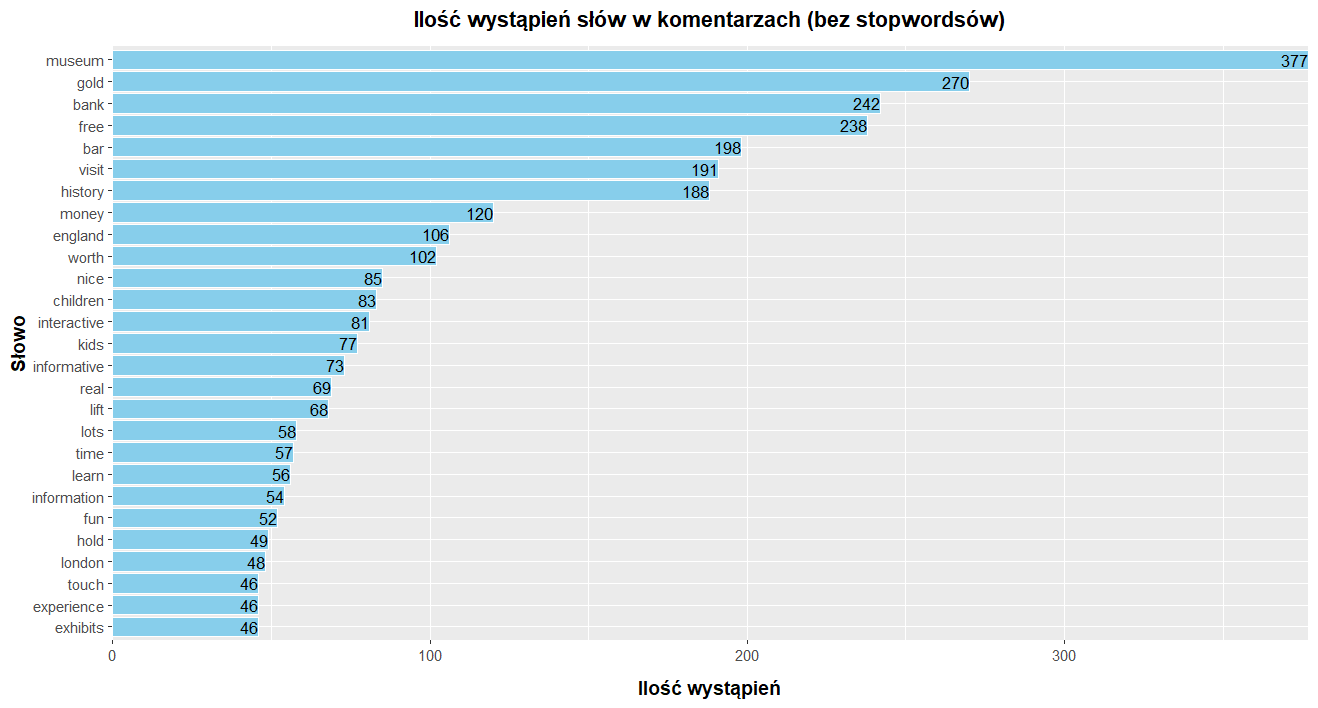 Ilość wystąpień słów w komentarzach (bez stopwordsów)
museum 377
gold 270
bank 242
free 238
bar 198
visit 191
history 188
money 120
england 106
worth 102
nice 85
children 83
interactive 81
kids 77
informative 73
real 69
lift 68
lots 58
time 57
learn 56
information 54
fun 52
hold 49
london 48
touch 46
experience 46
exhibits 46
Słowo
0 100 200 300
Ilość wystąpień